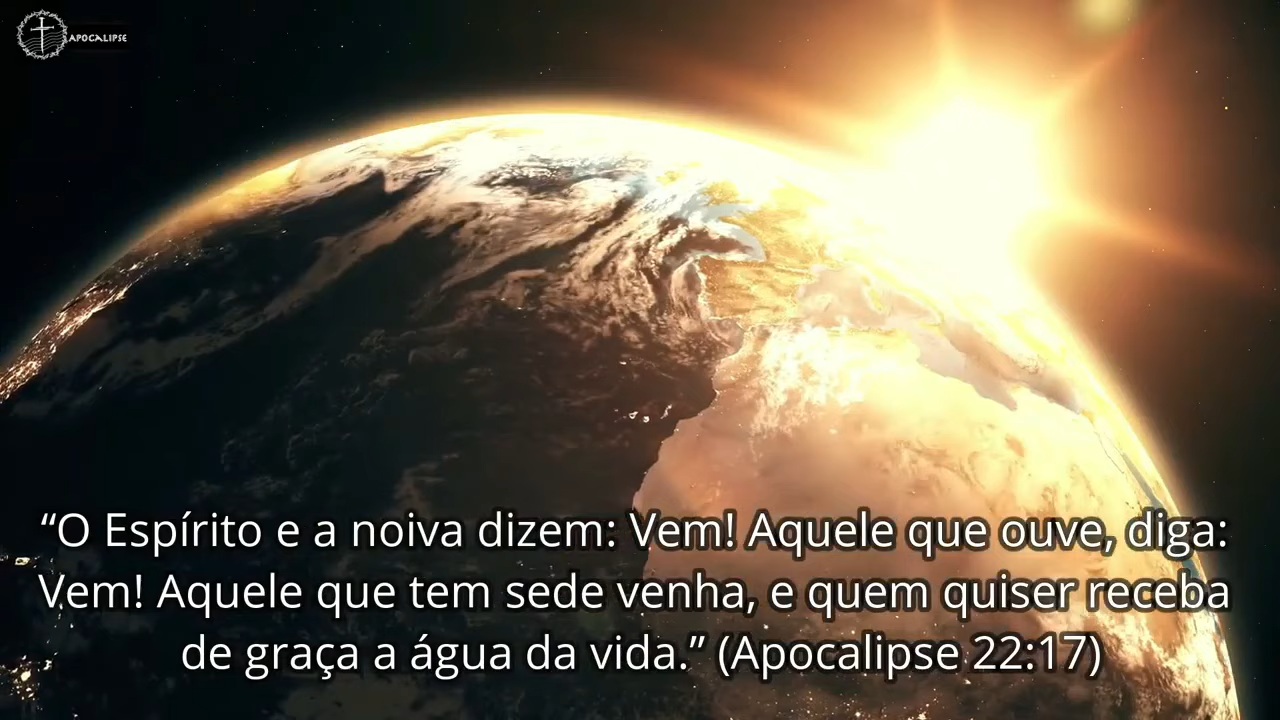 APOCALIPSE
“O Espírito e a noiva dizem: Vem! Aquele que ouve, diga:
Vem! Aquele que tem sede venha, e quem quiser receba
de graça a água da vida.” (Apocalipse 22:17)